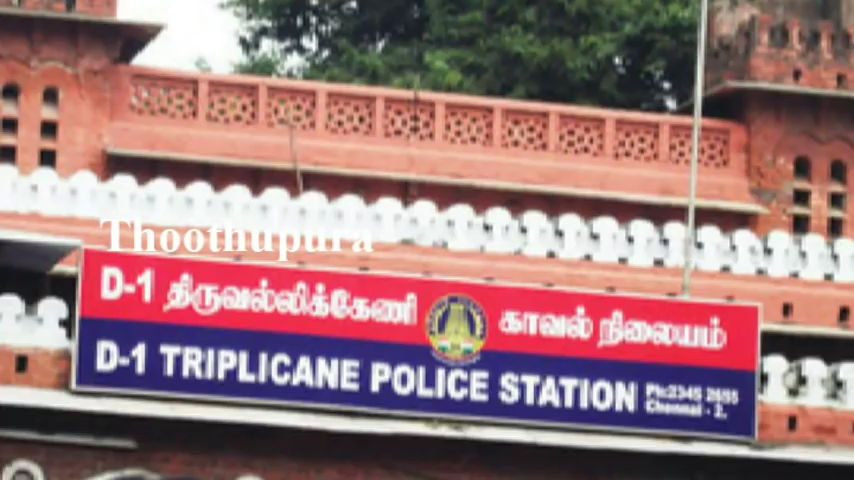 Thoothupura
D-1 திருவல்லிக்கேணி காவல் நிலையம்
D-1 TRIPLICANE POLICE STATION
Ph:2345 2655
Chennai - 2.